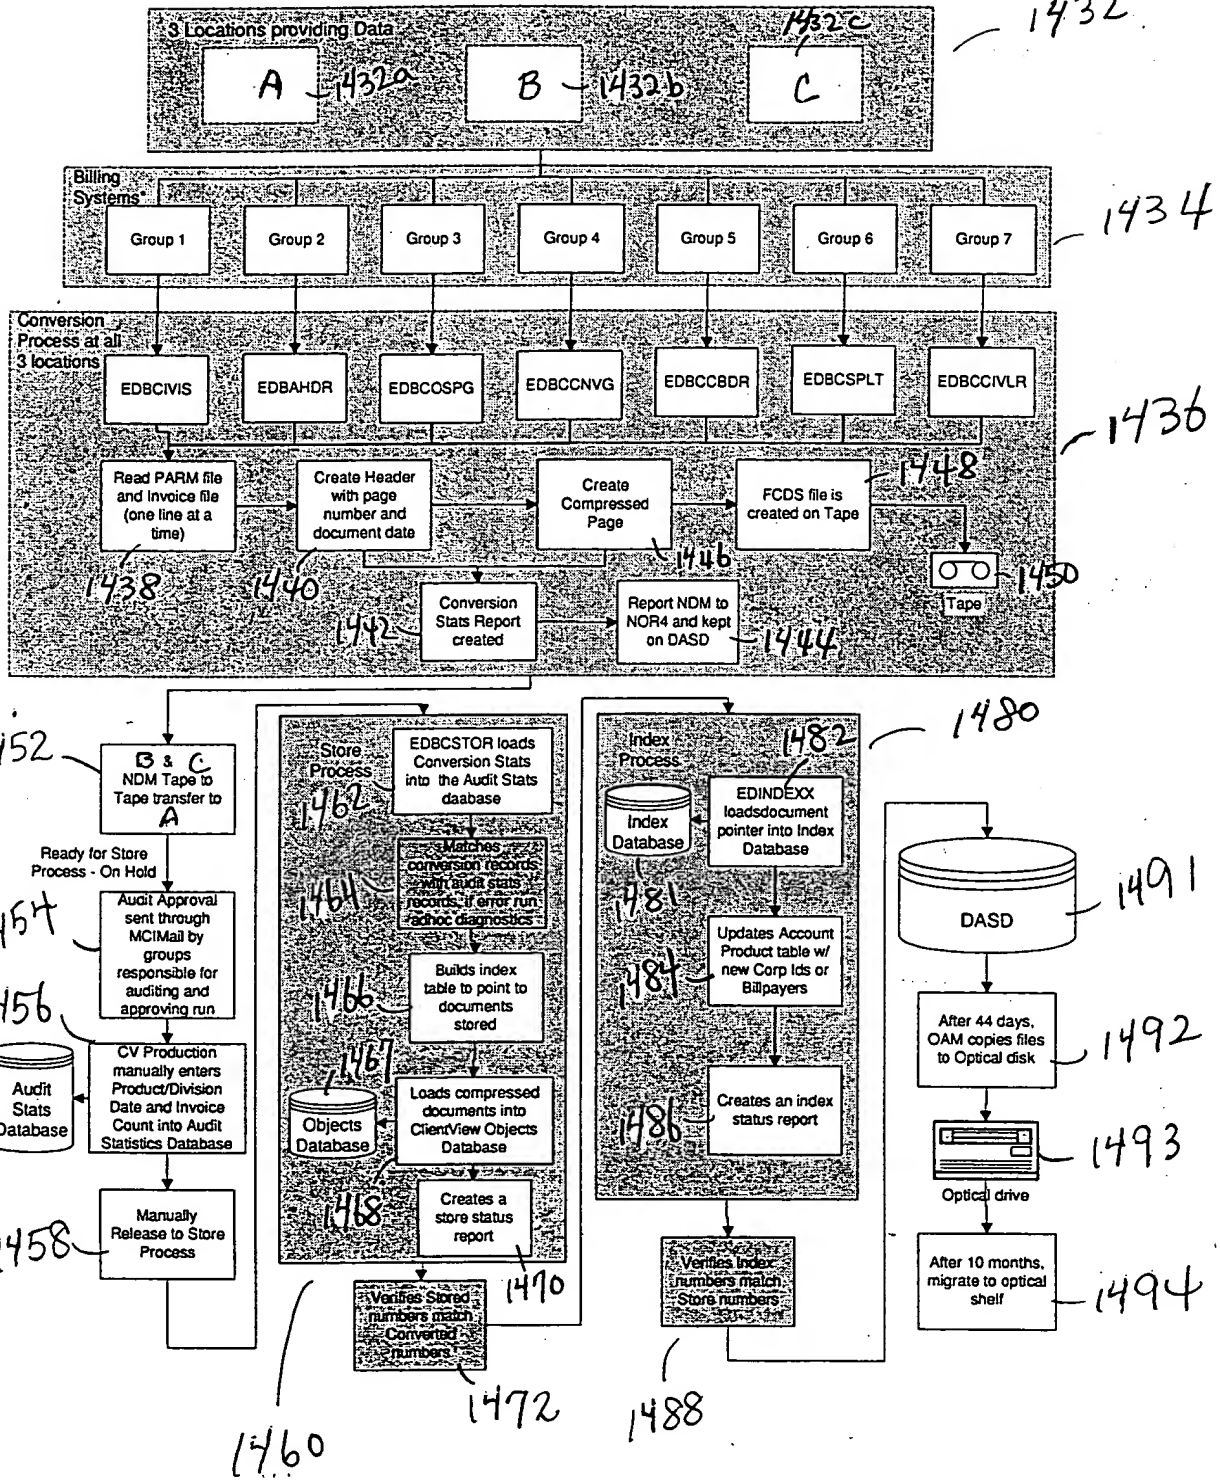 1432
3 Locations providing Data
1432c
A
1432a
B
1432b
C
Billing
Systems*
1434
Group 1
Group 2
Group 3
Group 4
Group 5
Group 6
Group 7
Conversion
Process at all
3 locations
EDBCIVIS
EDBAHDR
EDBCOSPG
EDBCCNVG
EDBCCBDR
EDBCSPLT
EDBCCIVLR
1436
Read PARM file
and Invoice file
(one line at a
time)
1438
Create Header
with page
number and
document date
1440
Create
Compressed
Page
1446
1448
FCDS file is
created on Tape
1450
Tape
1442
Conversion
Stats Report
created
Report NDM to
NOR4 and kept
on DASD
1444
452
B & C
NDM Tape to
Tape transfer to
A
Ready for Store
Process - On Hold
454
Audit Approval
sent through
MCIMail by
groups
responsible for
auditing and
approving run
456
Audit
Stats
Database
CV Production
manually enters
Product/Division
Date and Invoice
Count into Audit
Statistics Database
1458
Manually
Release to Store
Process
Store
Process
1462
EDBCSTOR loads
Conversion Stats
into the Audit Stats
daabase
1464
Matches
conversion records
with audit stats
records, if error run
adhoc diagnostics
1466
Builds index
table to point to
documents
stored
1467
Objects
Database
Loads compressed
documents into
ClientView Objects
Database
1468
Creates a
store status
report
1470
1460
Verifies Stored
numbers match
Converted
numbers
1472
1480
Index
Process
1482
EDINDEXX
loadsdocument
pointer into Index
Database
Index
Database
1481
Updates Account
Product table w/
new Corp Ids or
Billpayers
1484
Creates an index
status report
1486
Verifies Index
numbers match
Store numbers
1488
DASD
1491
After 44 days,
OAM copies files
to Optical disk
1492
1493
Optical drive
After 10 months,
migrate to optical
shelf
1494